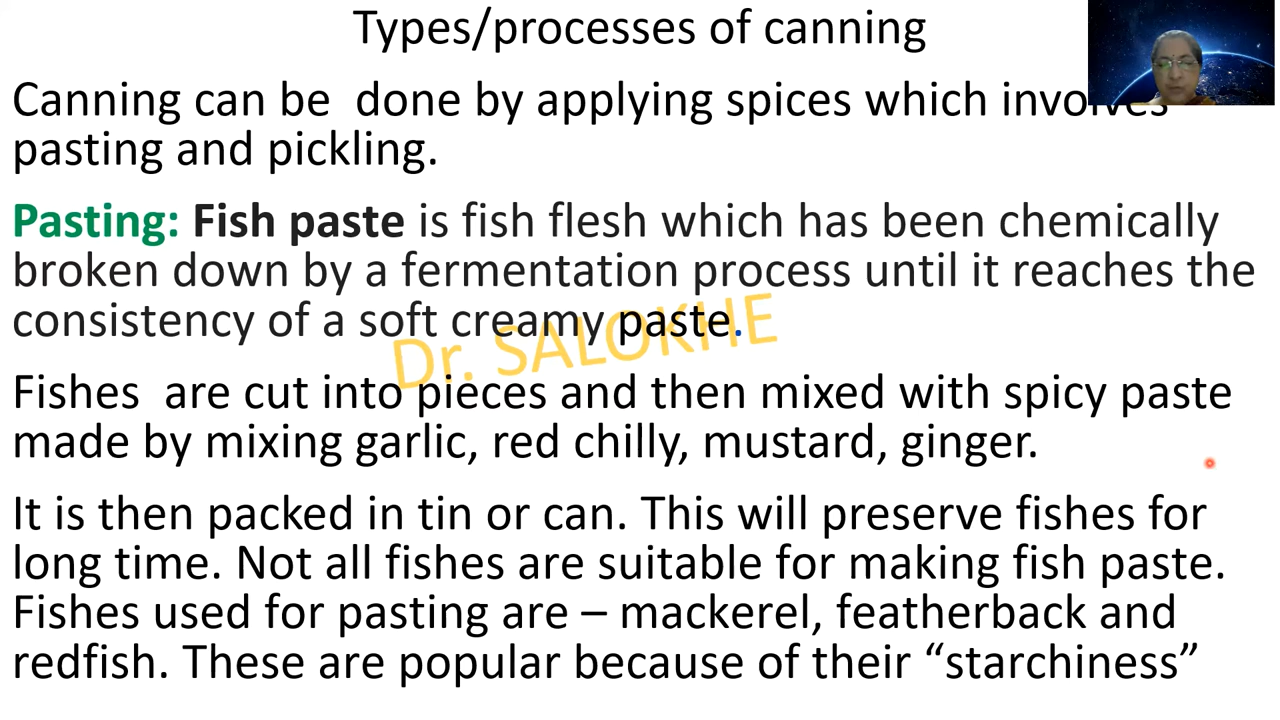 Types/processes of canning
Canning can be done by applying spices which involves
pasting and pickling.
Pasting: Fish paste is fish flesh which has been chemically
broken down by a fermentation process until it reaches the
consistency of a soft creamy paste.
Dr. SALOKHE
Fishes are cut into pieces and then mixed with spicy paste
made by mixing garlic, red chilly, mustard, ginger.
It is then packed in tin or can. This will preserve fishes for
long time. Not all fishes are suitable for making fish paste.
Fishes used for pasting are – mackerel, featherback and
redfish. These are popular because of their “starchiness”